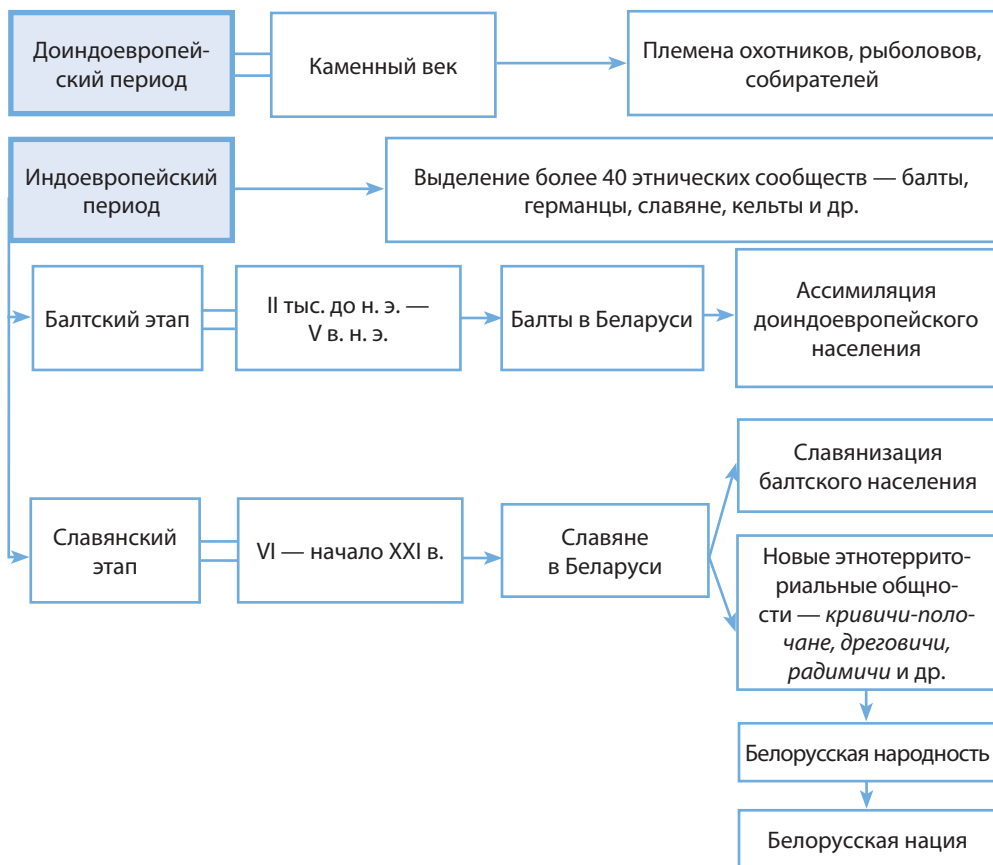 Доиндоевропей-
ский период
Каменный век
Племена охотников, рыболовов,
собирателей
Индоевропейский
период
Выделение более 40 этнических сообществ — балты,
германцы, славяне, кельты и др.
Балтский этап
II тыс. до н. э. —
V в. н. э.
Балты в Беларуси
Ассимиляция
доиндоевропейского
населения
Славянский
этап
VI — начало XXI в.
Славяне
в Беларуси
Славянизация
балтского населения
Новые этнотеррито-
риальные общно-
сти — кривичи-поло-
чане, дреговичи,
радимичи и др.
Белорусская народность
Белорусская нация